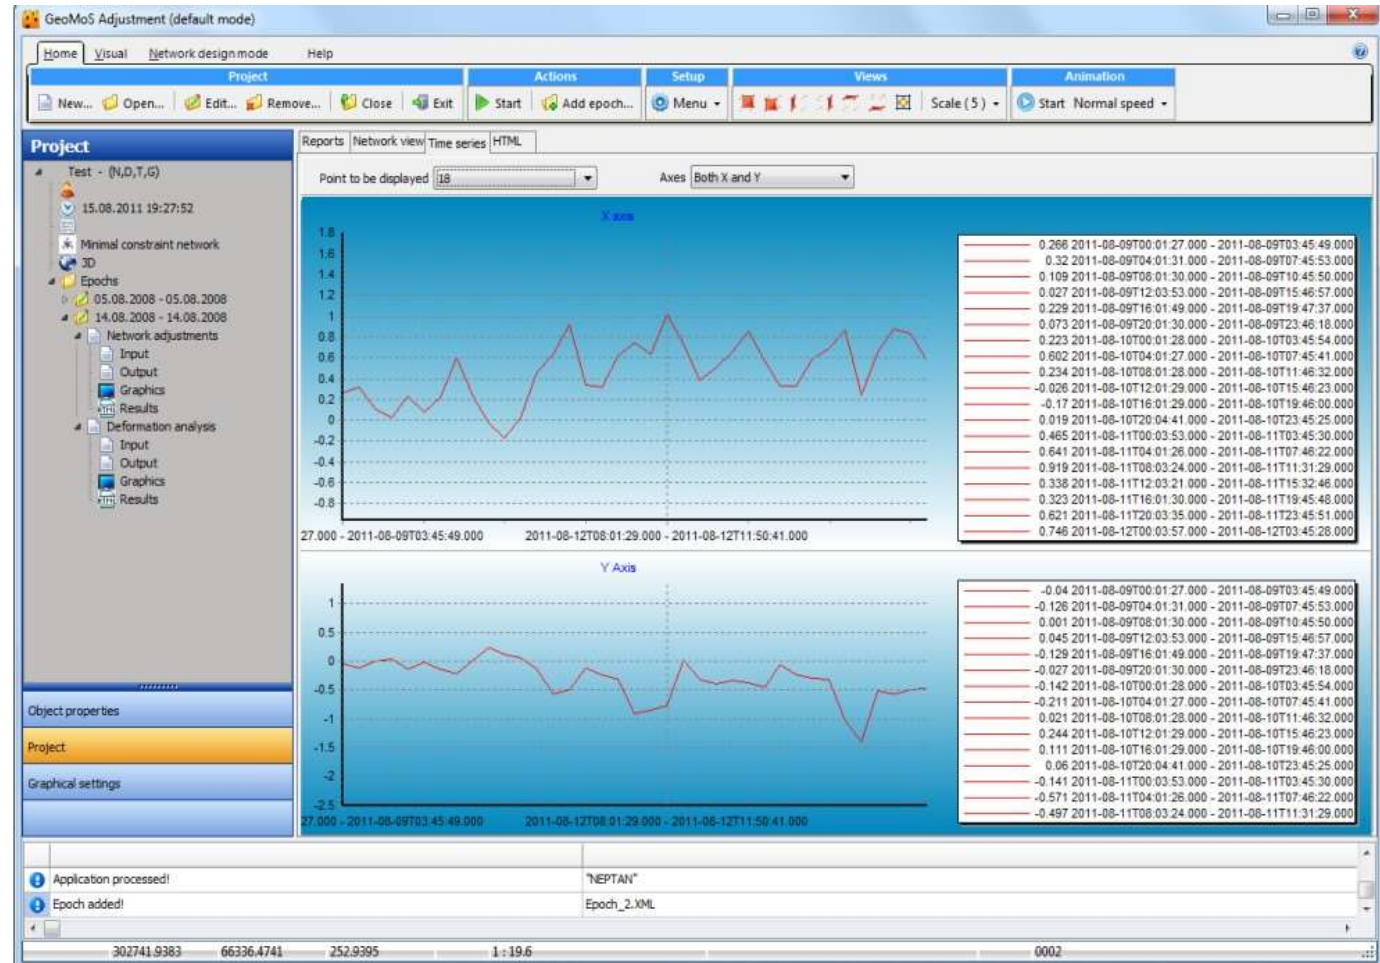 GeoMoS Adjustment (default mode)
Home Visual Network design mode Help
Project Actions Setup Views Animation
New... Open... Edit... Remove... Close Exit Start Add epoch... Menu Scale ( 5 ) Start Normal speed
Project
Test - (N,D,T,G)
15.08.2011 19:27:52
Minimal constraint network
3D
Epochs
05.08.2008 - 05.08.2008
14.08.2008 - 14.08.2008
Network adjustments
Input
Output
Graphics
Results
Deformation analysis
Input
Output
Graphics
Results
Object properties
Project
Graphical settings
Reports Network view Time series HTML
Point to be displayed 18 Axes Both X and Y
X axis
1.8
1.6
1.4
1.2
1
0.8
0.6
0.4
0.2
0
-0.2
-0.4
-0.6
-0.8
27.000 - 2011-08-09T03:45:49.000 2011-08-12T08:01:29.000 - 2011-08-12T11:50:41.000
0.266 2011-08-09T00:01:27.000 - 2011-08-09T03:45:49.000
0.32 2011-08-09T04:01:31.000 - 2011-08-09T07:45:53.000
0.109 2011-08-09T08:01:30.000 - 2011-08-09T10:45:50.000
0.027 2011-08-09T12:03:53.000 - 2011-08-09T15:46:57.000
0.229 2011-08-09T16:01:49.000 - 2011-08-09T19:47:37.000
0.073 2011-08-09T20:01:30.000 - 2011-08-09T23:46:18.000
0.223 2011-08-10T00:01:28.000 - 2011-08-10T03:45:54.000
0.602 2011-08-10T04:01:27.000 - 2011-08-10T07:45:41.000
0.234 2011-08-10T08:01:28.000 - 2011-08-10T11:46:32.000
-0.026 2011-08-10T12:01:29.000 - 2011-08-10T15:46:23.000
-0.17 2011-08-10T16:01:29.000 - 2011-08-10T19:46:00.000
0.019 2011-08-10T20:04:41.000 - 2011-08-10T23:45:25.000
0.465 2011-08-11T00:03:53.000 - 2011-08-11T03:45:30.000
0.641 2011-08-11T04:01:26.000 - 2011-08-11T07:46:22.000
0.919 2011-08-11T08:03:24.000 - 2011-08-11T11:31:29.000
0.338 2011-08-11T12:03:21.000 - 2011-08-11T15:32:46.000
0.323 2011-08-11T16:01:30.000 - 2011-08-11T19:45:48.000
0.621 2011-08-11T20:03:35.000 - 2011-08-11T23:45:51.000
0.746 2011-08-12T00:03:57.000 - 2011-08-12T03:45:28.000
Y Axis
1
0.5
0
-0.5
-1
-1.5
-2
-2.5
27.000 - 2011-08-09T03:45:49.000 2011-08-12T08:01:29.000 - 2011-08-12T11:50:41.000
-0.04 2011-08-09T00:01:27.000 - 2011-08-09T03:45:49.000
-0.126 2011-08-09T04:01:31.000 - 2011-08-09T07:45:53.000
0.001 2011-08-09T08:01:30.000 - 2011-08-09T10:45:50.000
0.045 2011-08-09T12:03:53.000 - 2011-08-09T15:46:57.000
-0.129 2011-08-09T16:01:49.000 - 2011-08-09T19:47:37.000
-0.027 2011-08-09T20:01:30.000 - 2011-08-09T23:46:18.000
-0.142 2011-08-10T00:01:28.000 - 2011-08-10T03:45:54.000
-0.211 2011-08-10T04:01:27.000 - 2011-08-10T07:45:41.000
0.021 2011-08-10T08:01:28.000 - 2011-08-10T11:46:32.000
0.244 2011-08-10T12:01:29.000 - 2011-08-10T15:46:23.000
0.111 2011-08-10T16:01:29.000 - 2011-08-10T19:46:00.000
0.06 2011-08-10T20:04:41.000 - 2011-08-10T23:45:25.000
-0.141 2011-08-11T00:03:53.000 - 2011-08-11T03:45:30.000
-0.571 2011-08-11T04:01:26.000 - 2011-08-11T07:46:22.000
-0.497 2011-08-11T08:03:24.000 - 2011-08-11T11:31:29.000
Application processed! "NEPTAN"
Epoch added! Epoch_2.XML
302741.9383 66336.4741 252.9395 1 : 19.6 0002